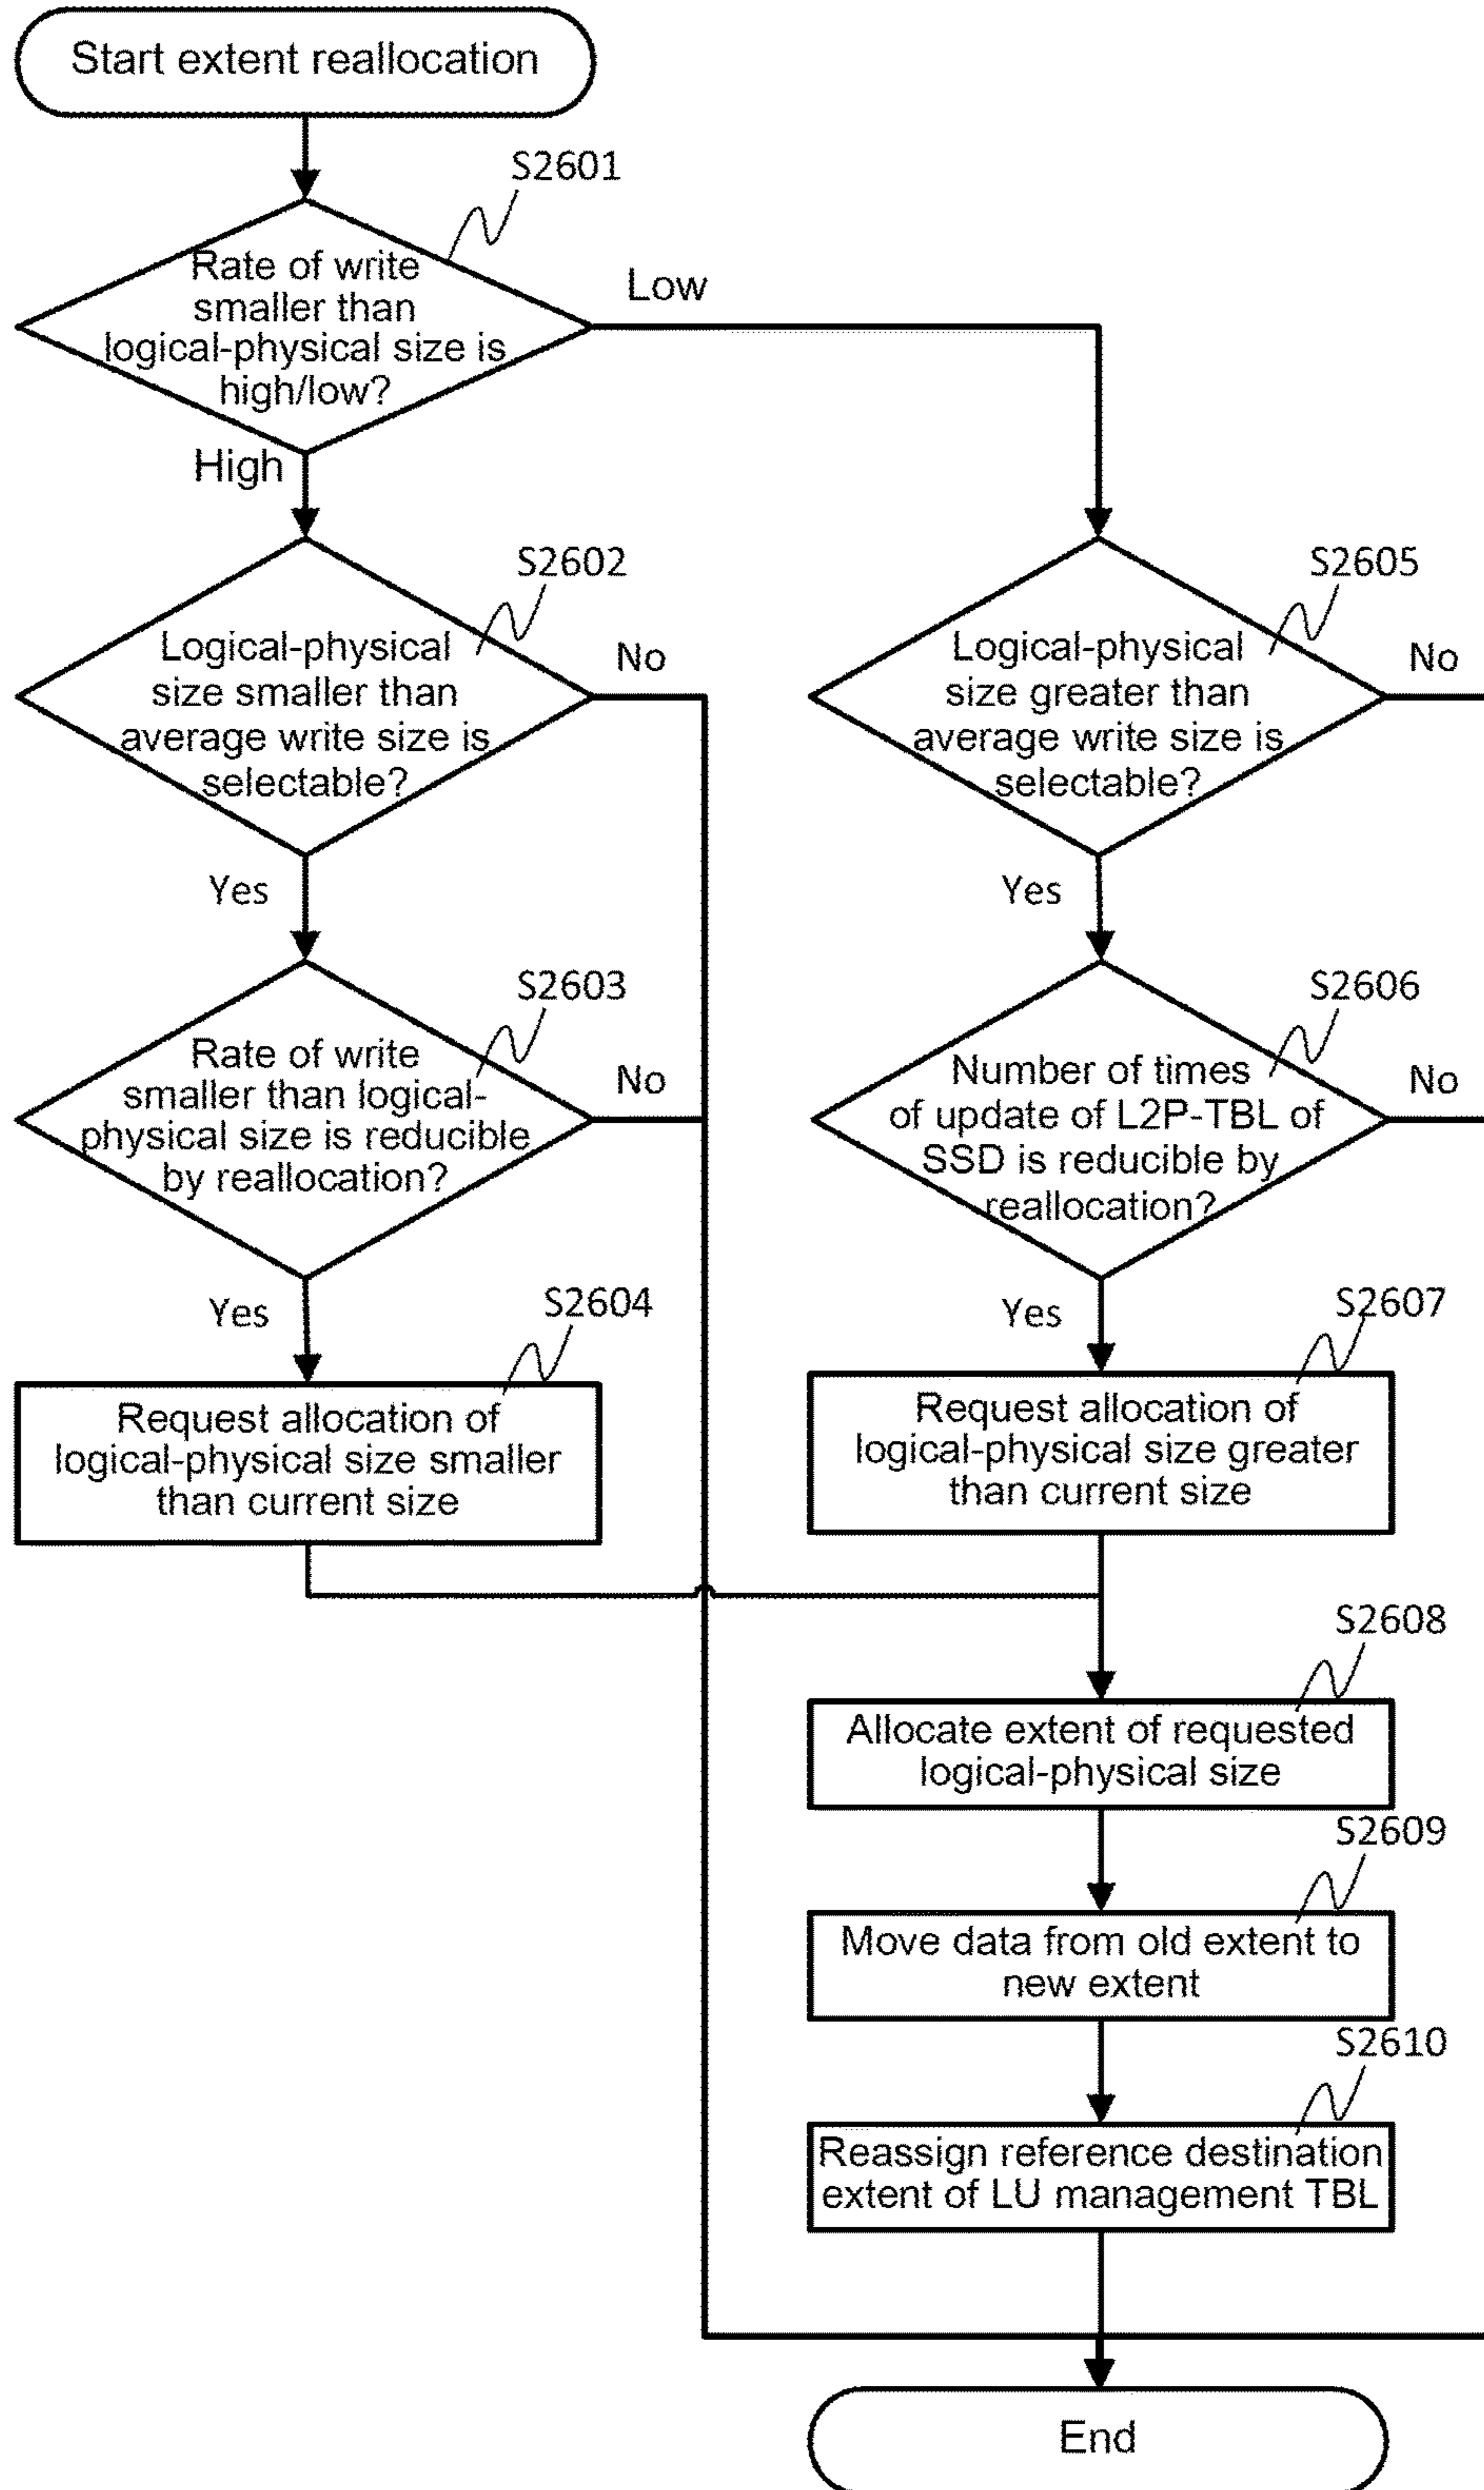 Start extent reallocation
S2601
Rate of write
smaller than
logical-physical size is
high/low?
Low
High
S2602
Logical-physical
size smaller than
average write size is
selectable?
No
Yes
S2605
Logical-physical
size greater than
average write size is
selectable?
No
Yes
S2603
Rate of write
smaller than logical-
physical size is reducible
by reallocation?
No
Yes
S2606
Number of times
of update of L2P-TBL of
SSD is reducible by
reallocation?
No
Yes
S2604
Request allocation of
logical-physical size smaller
than current size
S2607
Request allocation of
logical-physical size greater
than current size
S2608
Allocate extent of requested
logical-physical size
S2609
Move data from old extent to
new extent
S2610
Reassign reference destination
extent of LU management TBL
End